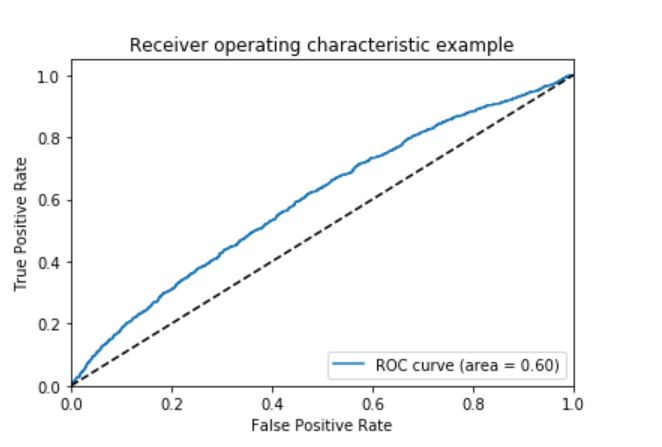 Receiver operating characteristic example
1.0
0.8
0.6
0.4
0.2
0.0
True Positive Rate
ROC curve (area = 0.60)
0.0 0.2 0.4 0.6 0.8 1.0
False Positive Rate